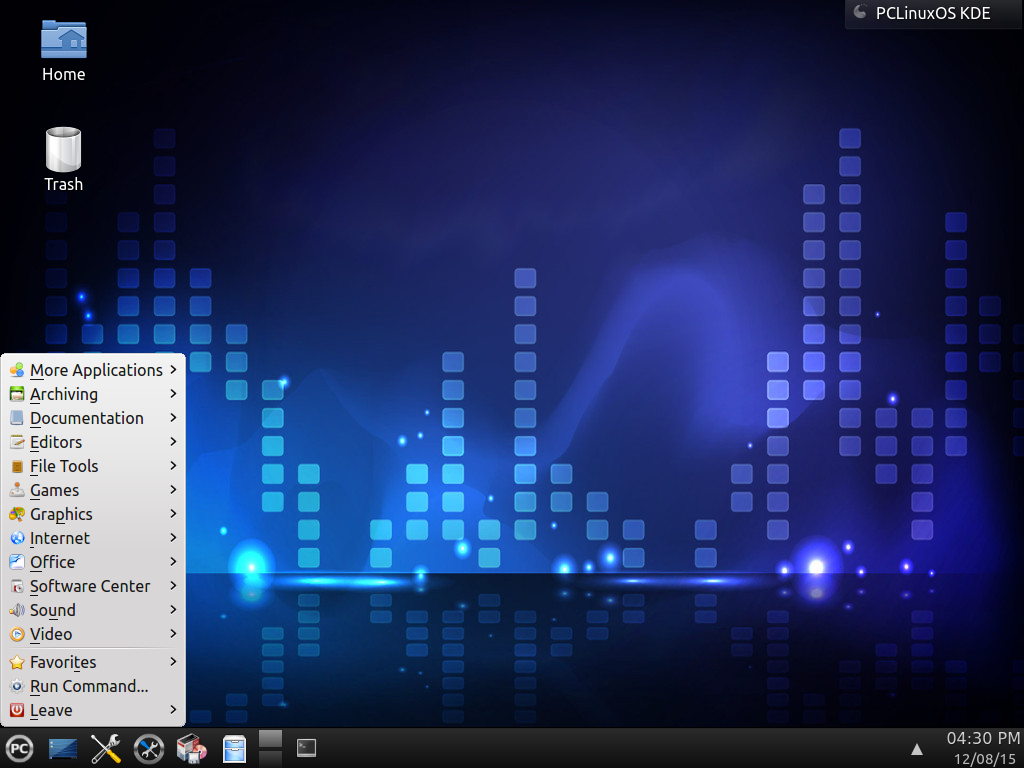 PCLinuxOS KDE
Home
Trash
More Applications
Archiving
Documentation
Editors
File Tools
Games
Graphics
Internet
Office
Software Center
Sound
Video
Favorites
Run Command...
Leave
PC
04:30 PM
12/08/15